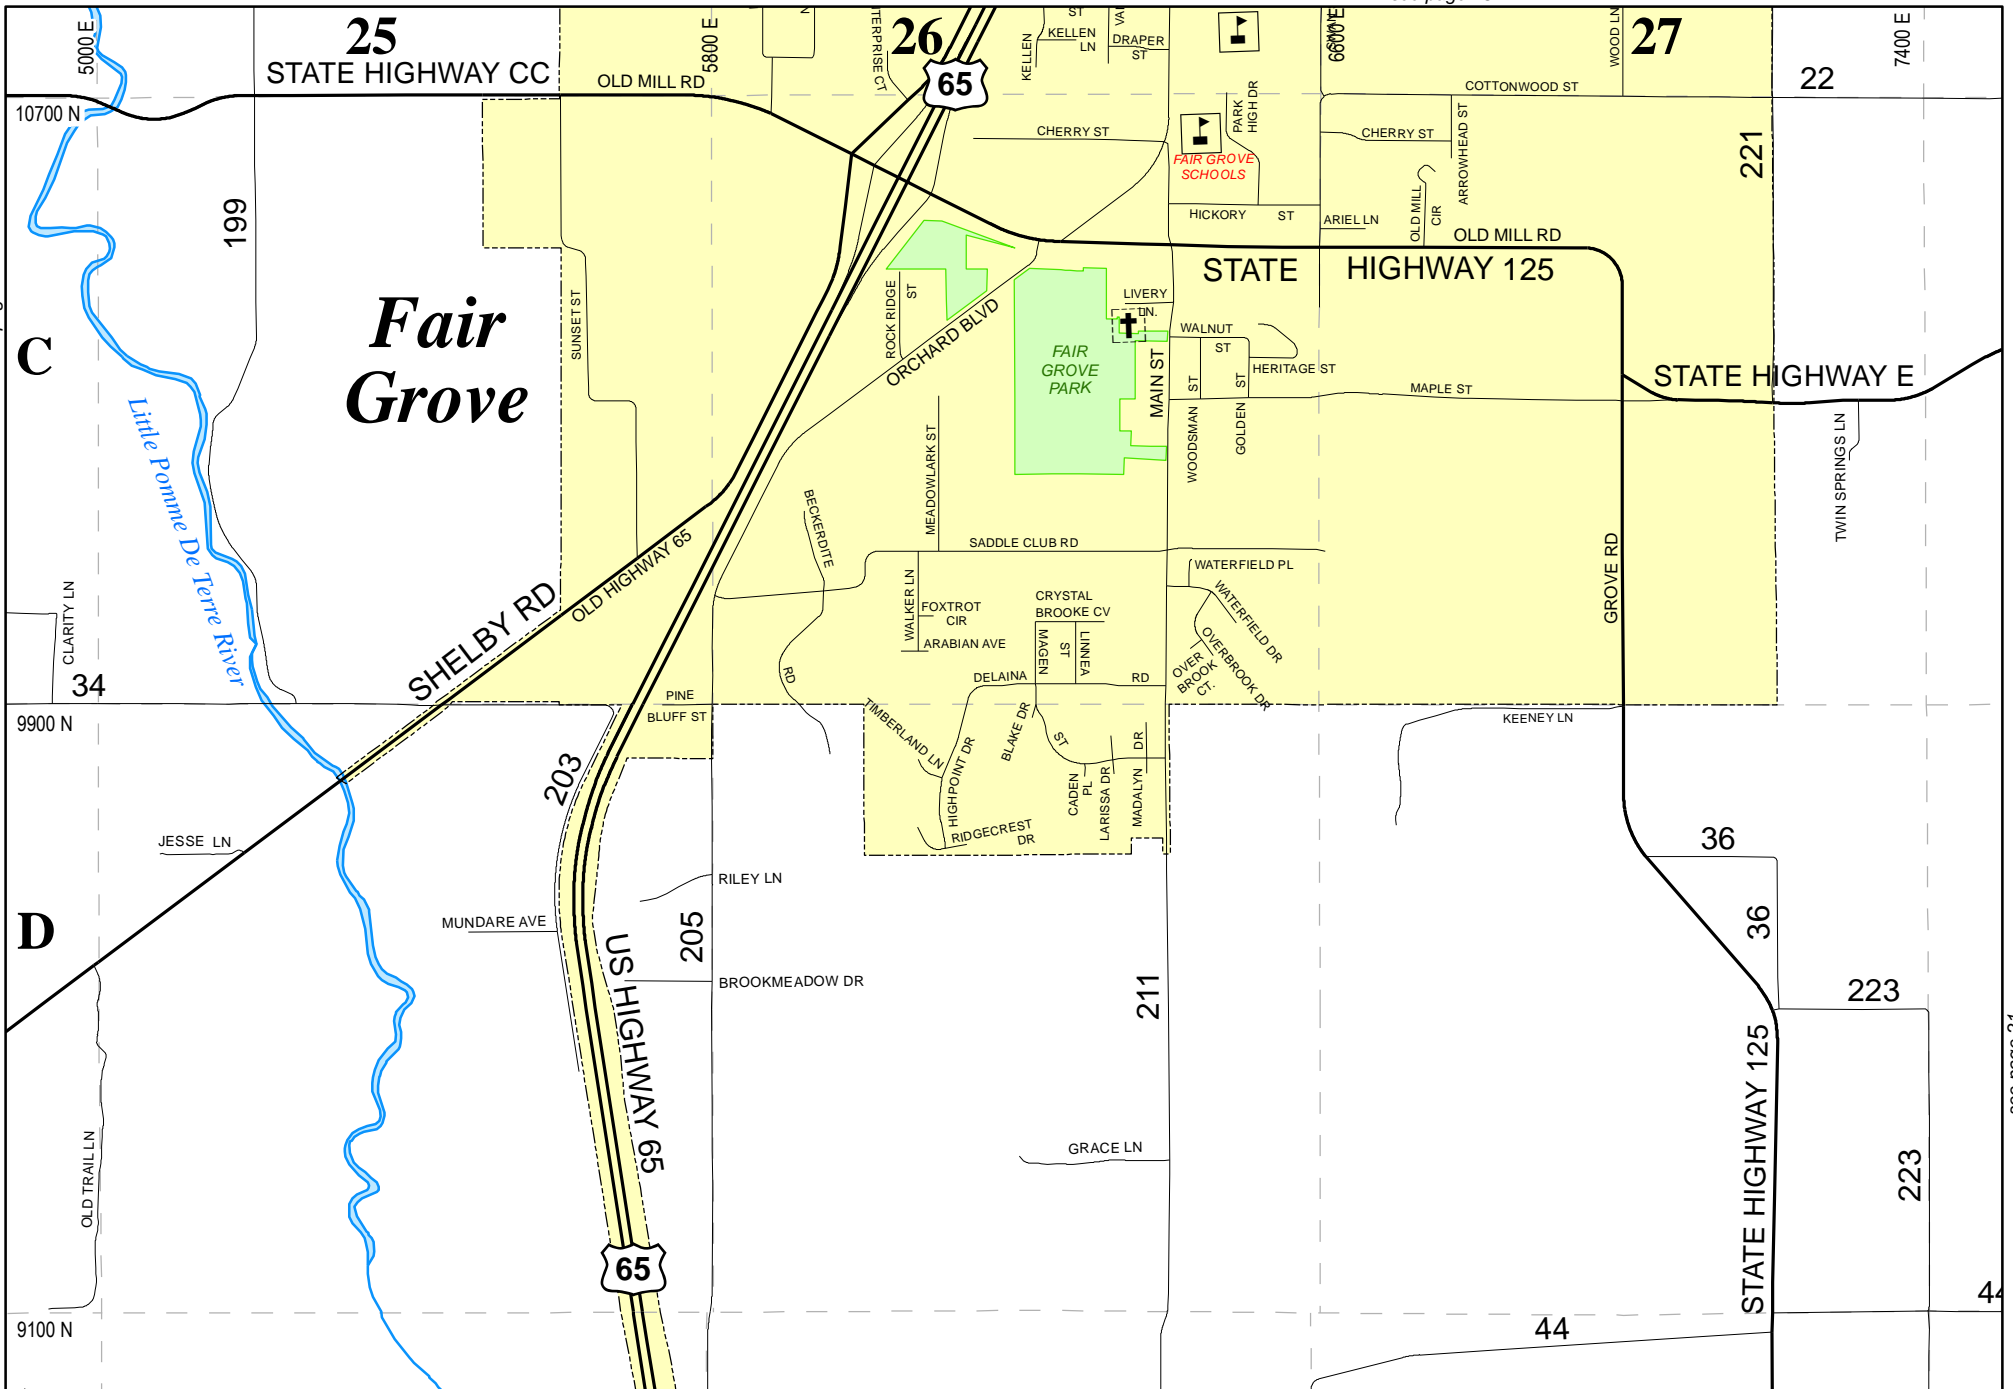 5000 E
25
5800 E
26
KELLEN
ST
KELLEN
LN
DRAPER
ST
6600 E
WOOD LN
27
7400 E
STATE HIGHWAY CC
OLD MILL RD
65
22
COTTONWOOD ST
10700 N
CHERRY ST
PARK
HIGH DR
CHERRY ST
ARROWHEAD ST
221
FAIR GROVE
SCHOOLS
199
HICKORY ST
ARIEL LN
OLD MILL
CIR
OLD MILL RD
STATE HIGHWAY 125
SUNSET ST
ROCK RIDGE
ST
ORCHARD BLVD
LIVERY
LN.
Fair
Grove
C
WALNUT
ST
FAIR
GROVE
PARK
MAIN ST
HERITAGE ST
STATE HIGHWAY E
MAPLE ST
WOODSMAN
ST
GOLDEN
ST
Little Pomme De Terre River
MEADOWLARK ST
TWIN SPRINGS LN
BECKERDITE
RD
SADDLE CLUB RD
OLD HIGHWAY 65
SHELBY RD
WATERFIELD PL
GROVE RD
CLARITY LN
WALKER LN
FOXTROT
CIR
ARABIAN AVE
CRYSTAL
BROOKE CV
MAGEN
ST
LINNEA
WATERFIELD DR
OVERBROOK DR
OVER
BROOK
CT.
34
DELAINA RD
PINE
BLUFF ST
9900 N
TIMBERLAND LN
HIGHPOINT DR
BLAKE DR
ST
KEENEY LN
203
CADEN
PL
LARISSA DR
MADALYN DR
RIDGECREST
DR
JESSE LN
36
RILEY LN
D
MUNDARE AVE
205
36
US HIGHWAY 65
BROOKMEADOW DR
211
223
STATE HIGHWAY 125
OLD TRAIL LN
GRACE LN
223
65
44
9100 N
44